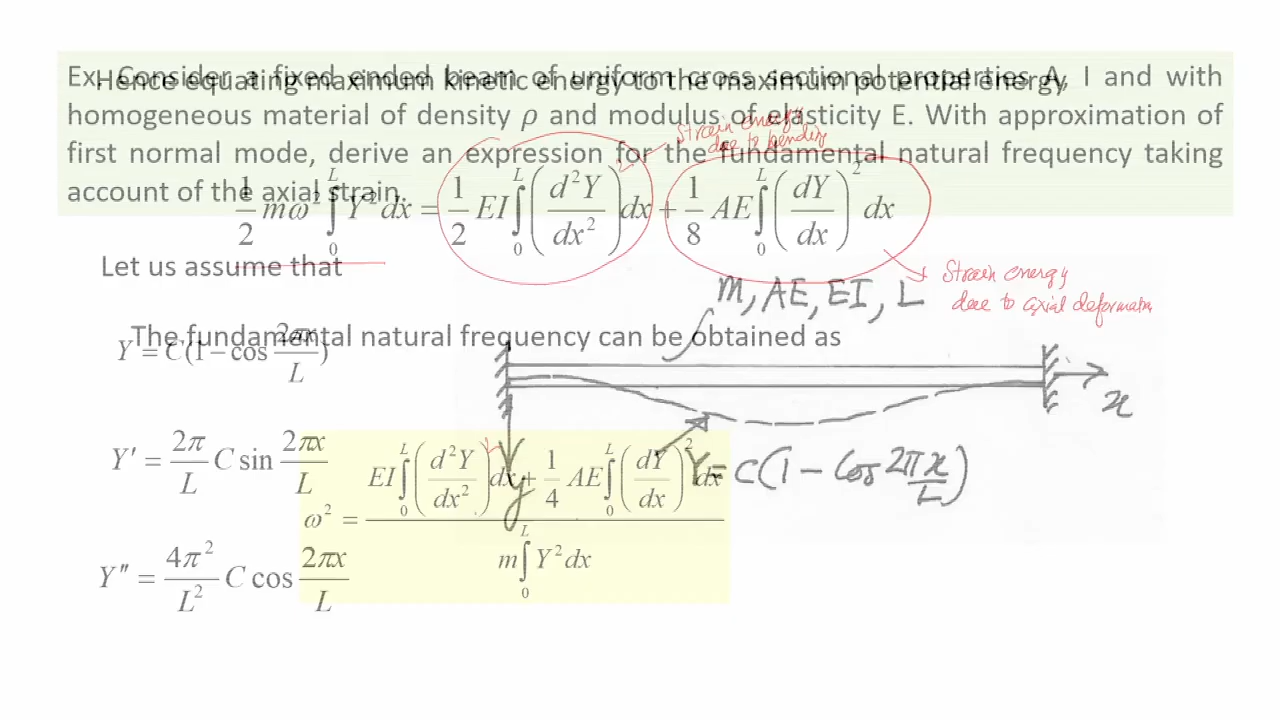 Ex. Consider a fixed ended beam of uniform cross sectional properties A, I and with
homogeneous material of density ρ and modulus of elasticity E. With approximation of
first normal mode, derive an expression for the fundamental natural frequency taking
account of the axial strain.
Hence equating maximum kinetic energy to the maximum potential energy,
Strain energy
due to bending
1/2 mω² ∫₀ᴸ Y² dx = 1/2 EI ∫₀ᴸ (d²Y/dx²)² dx + 1/8 AE ∫₀ᴸ (dY/dx)² dx
Strain energy
due to axial deformation
Let us assume that
M, AE, EI, L
The fundamental natural frequency can be obtained as
Y = C(1 − cos 2πx/L)
x
Y′ = 2π/L C sin 2πx/L
Y = C(1 − Cos 2πx/L)
y
ω² = (EI ∫₀ᴸ (d²Y/dx²)² dx + 1/4 AE ∫₀ᴸ (dY/dx)² dx) / (m ∫₀ᴸ Y² dx)
Y″ = 4π²/L² C cos 2πx/L